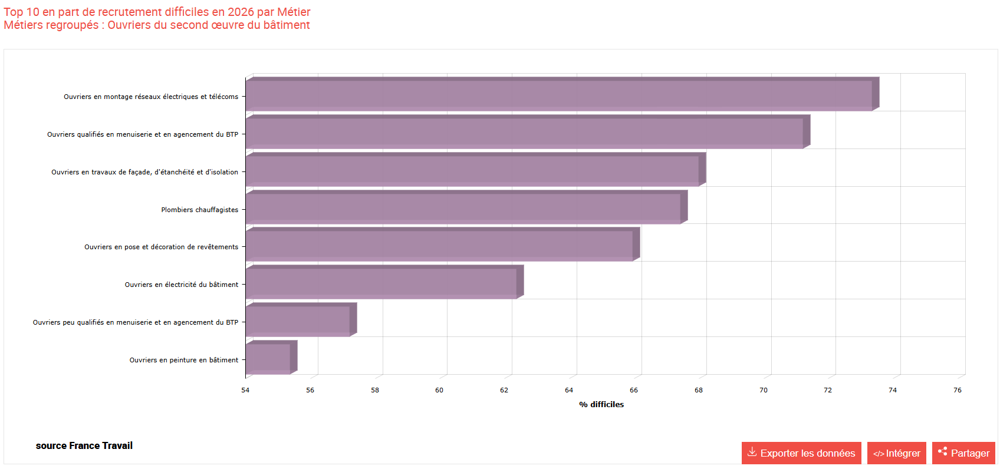 Top 10 en part de recrutement difficiles en 2026 par Métier
Métiers regroupés : Ouvriers du second œuvre du bâtiment
Ouvriers en montage réseaux électriques et télécoms
Ouvriers qualifiés en menuiserie et en agencement du BTP
Ouvriers en travaux de façade, d'étanchéité et d'isolation
Plombiers chauffagistes
Ouvriers en pose et décoration de revêtements
Ouvriers en électricité du bâtiment
Ouvriers peu qualifiés en menuiserie et en agencement du BTP
Ouvriers en peinture en bâtiment
54 56 58 60 62 64 66 68 70 72 74 76
% difficiles
source France Travail
Exporter les données </> Intégrer Partager